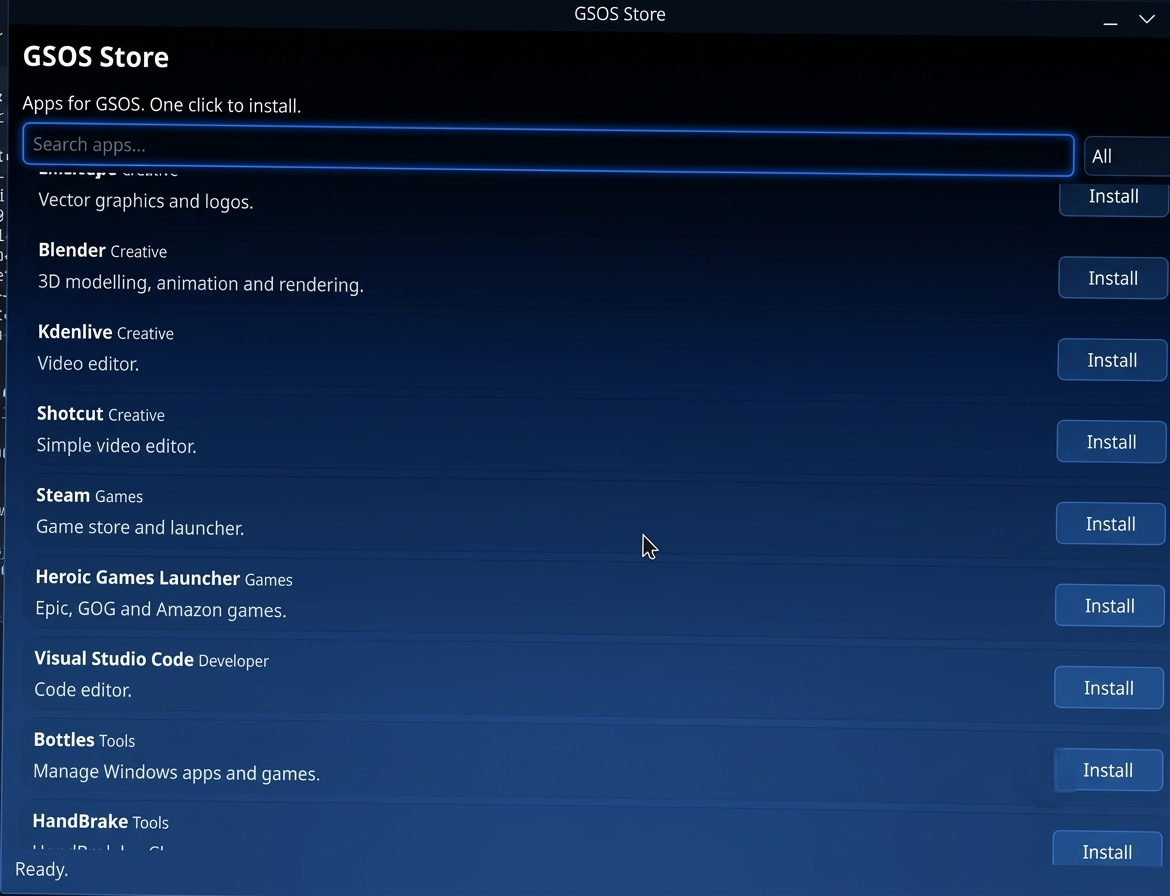 GSOS Store
GSOS Store
Apps for GSOS. One click to install.
Search apps...
All
Creative
Vector graphics and logos.
Install
Blender Creative
3D modelling, animation and rendering.
Install
Kdenlive Creative
Video editor.
Install
Shotcut Creative
Simple video editor.
Install
Steam Games
Game store and launcher.
Install
Heroic Games Launcher Games
Epic, GOG and Amazon games.
Install
Visual Studio Code Developer
Code editor.
Install
Bottles Tools
Manage Windows apps and games.
Install
HandBrake Tools
Install
Ready.